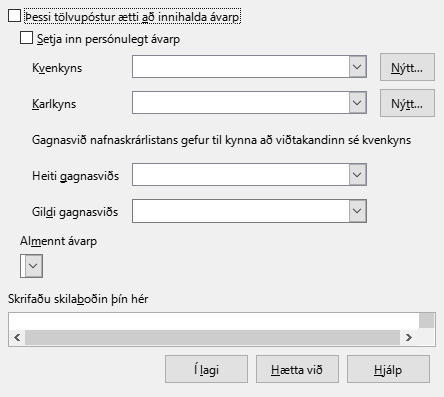 Þessi tölvupóstur ætti að innihalda ávarp
Setja inn persónulegt ávarp
Kvenkyns
Nýtt...
Karlkyns
Nýtt...
Gagnasvið nafnaskrárlistans gefur til kynna að viðtakandinn sé kvenkyns
Heiti gagnasviðs
Gildi gagnasviðs
Almennt ávarp
Skrifaðu skilaboðin þín hér
Í lagi
Hætta við
Hjálp